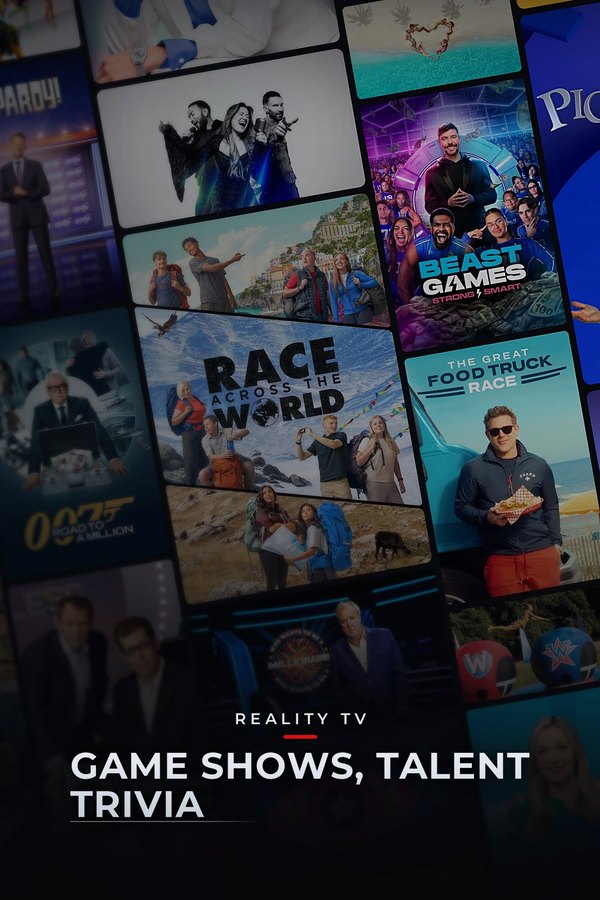 PARDY!
PIC
BEAST
GAMES
STRONG SMART
RACE
ACROSS THE
WORLD
THE GREAT
FOOD TRUCK
RACE
007
ROAD TO
A MILLION
MILLIONAIRE
W
REALITY TV
GAME SHOWS, TALENT
TRIVIA